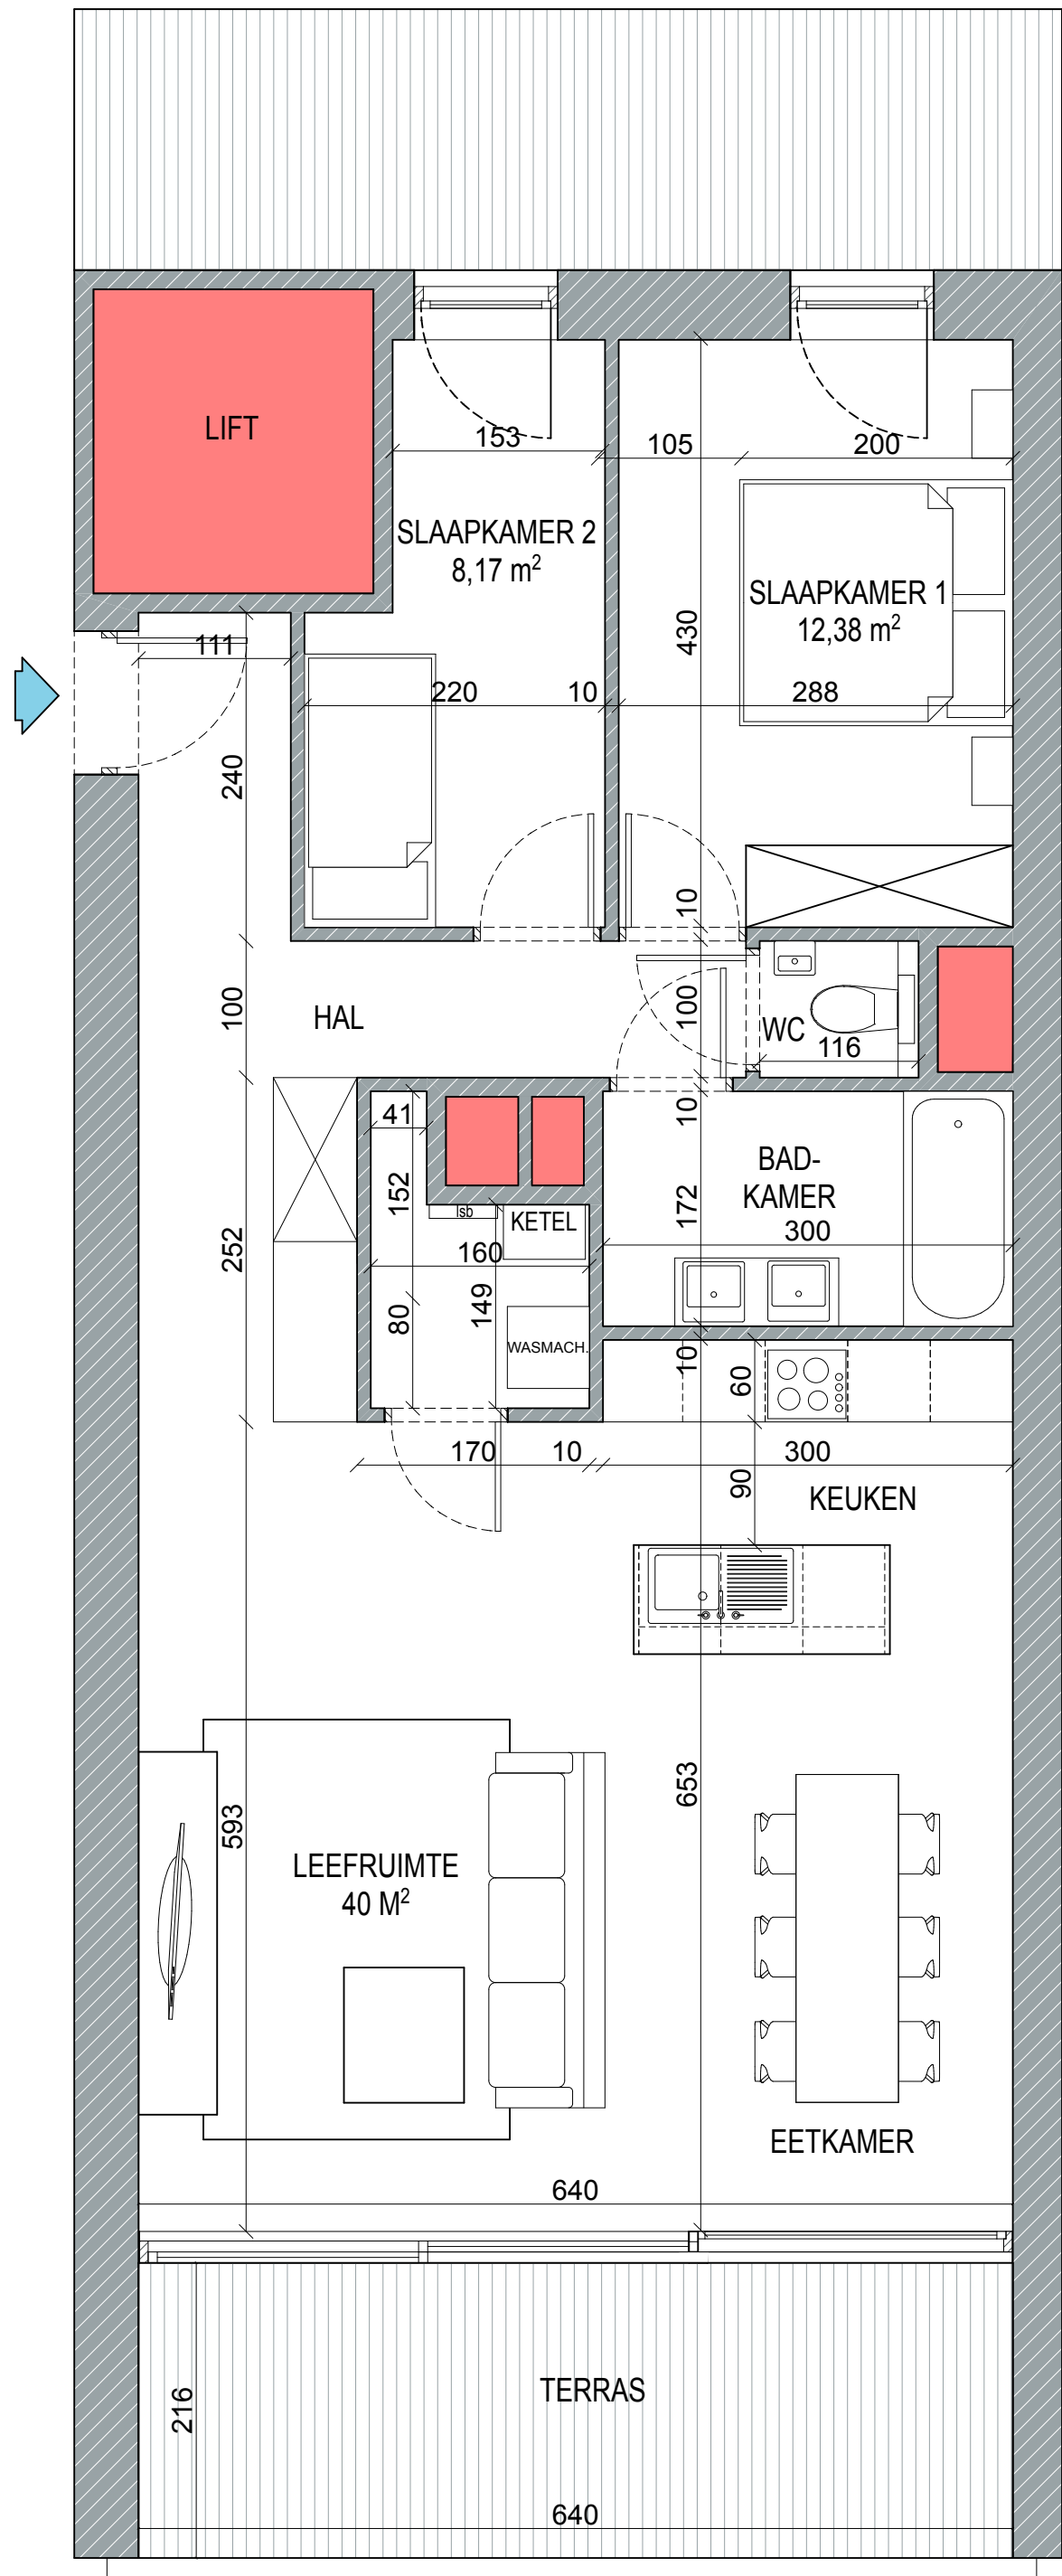 LIFT
153
105
200
SLAAPKAMER 2
8,17 m²
SLAAPKAMER 1
12,38 m²
430
111
220
10
288
240
10
100
HAL
100
WC
116
41
10
BAD-
KAMER
152
172
lsb
KETEL
300
252
160
80
149
WASMACH.
10
60
170
10
300
90
KEUKEN
653
593
LEEFRUIMTE
40 M²
EETKAMER
640
TERRAS
216
640